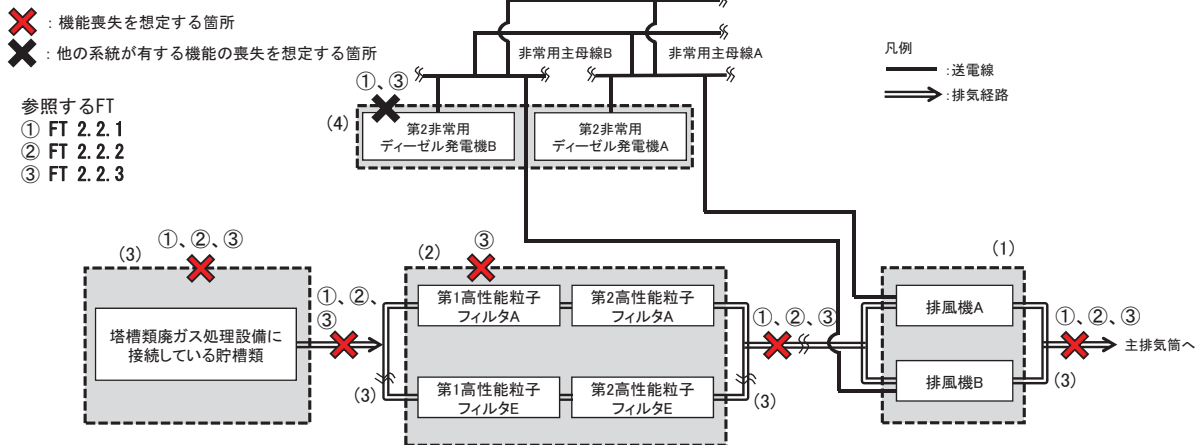 ：機能喪失を想定する箇所
：他の系統が有する機能の喪失を想定する箇所
参照するFT
① FT 2.2.1
② FT 2.2.2
③ FT 2.2.3
非常用主母線B
非常用主母線A
凡例
：送電線
：排気経路
①、③
(4)
第2非常用
ディーゼル発電機B
第2非常用
ディーゼル発電機A
(3)
①、②、③
塔槽類廃ガス処理設備に
接続している貯槽類
①、②、
③
(2)
③
第1高性能粒子
フィルタA
第2高性能粒子
フィルタA
(3)
第1高性能粒子
フィルタE
第2高性能粒子
フィルタE
(3)
①、②、③
(1)
排風機A
排風機B
①、②、③
(3)
主排気筒へ